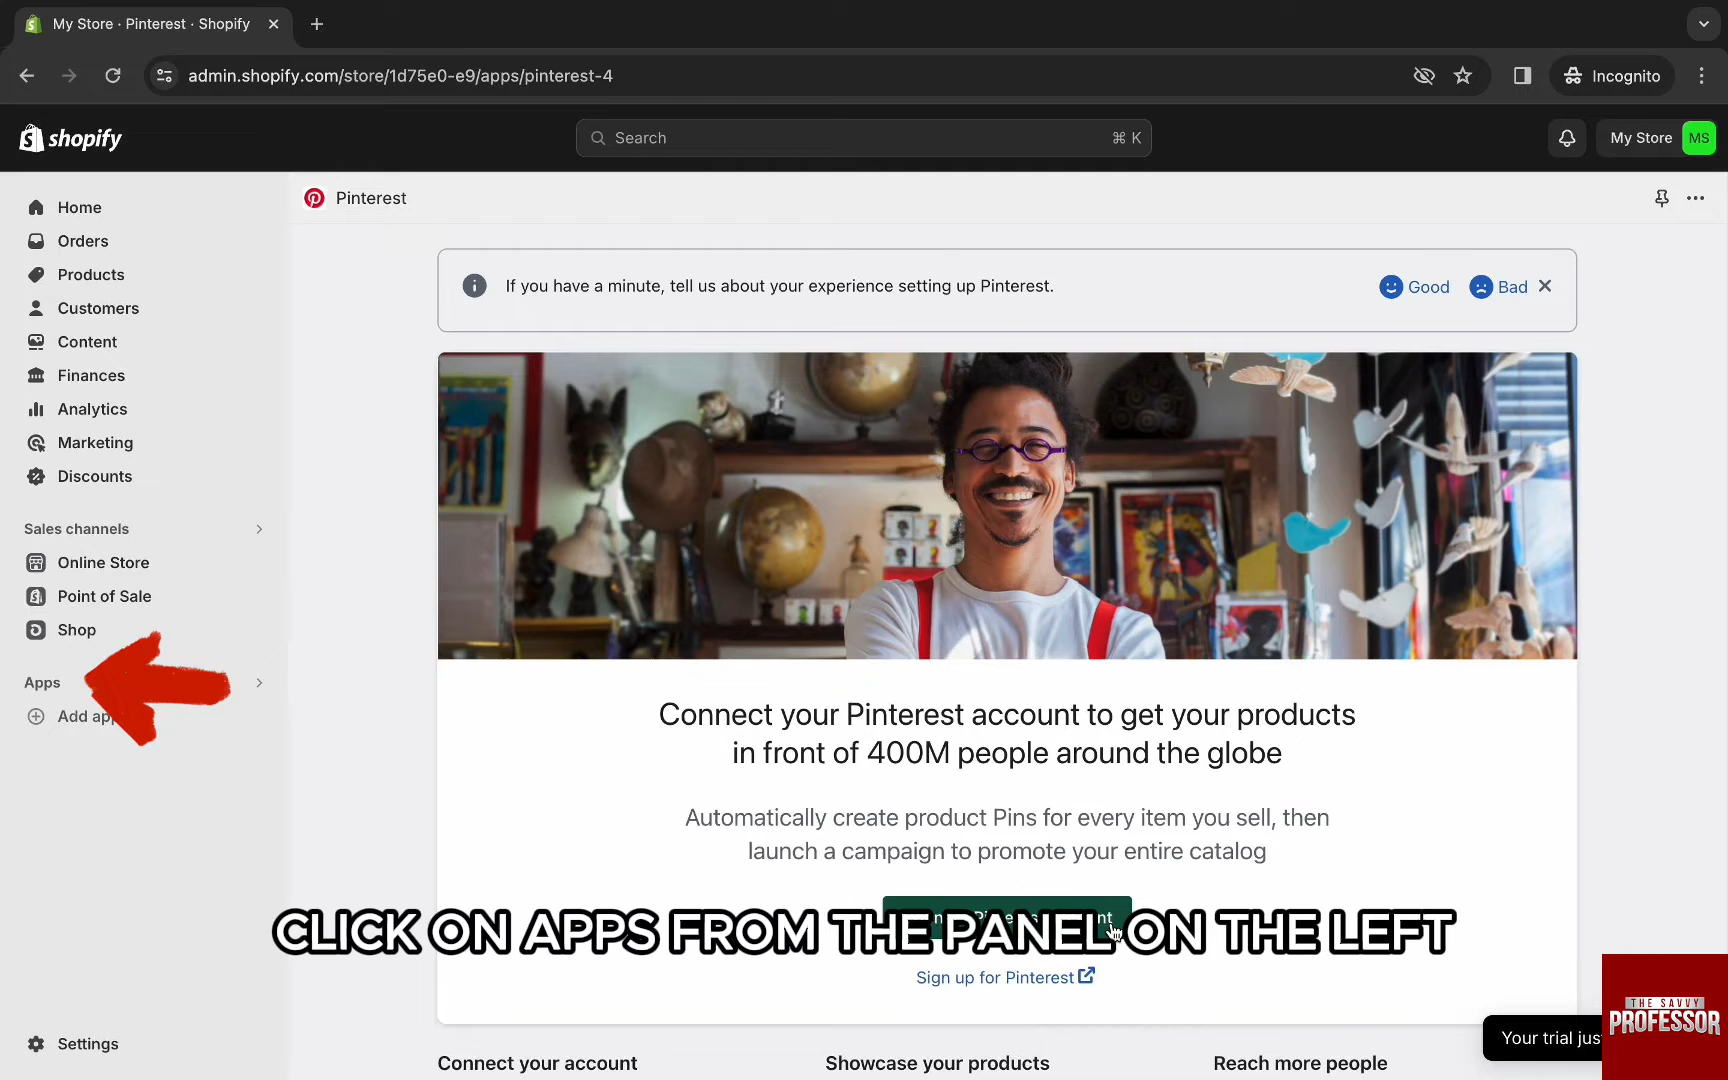 My Store · Pinterest · Shopify
admin.shopify.com/store/1d75e0-e9/apps/pinterest-4
Incognito
shopify
Search
⌘ K
My Store
MS
Home
Orders
Products
Customers
Content
Finances
Analytics
Marketing
Discounts
Sales channels
Online Store
Point of Sale
Shop
Apps
Add ap
Settings
Pinterest
If you have a minute, tell us about your experience setting up Pinterest.
Good
Bad
Connect your Pinterest account to get your products
in front of 400M people around the globe
Automatically create product Pins for every item you sell, then
launch a campaign to promote your entire catalog
CLICK ON APPS FROM THE PANEL ON THE LEFT
Sign up for Pinterest
Connect your account
Showcase your products
Reach more people
Your trial jus
THE SAVVY
PROFESSOR